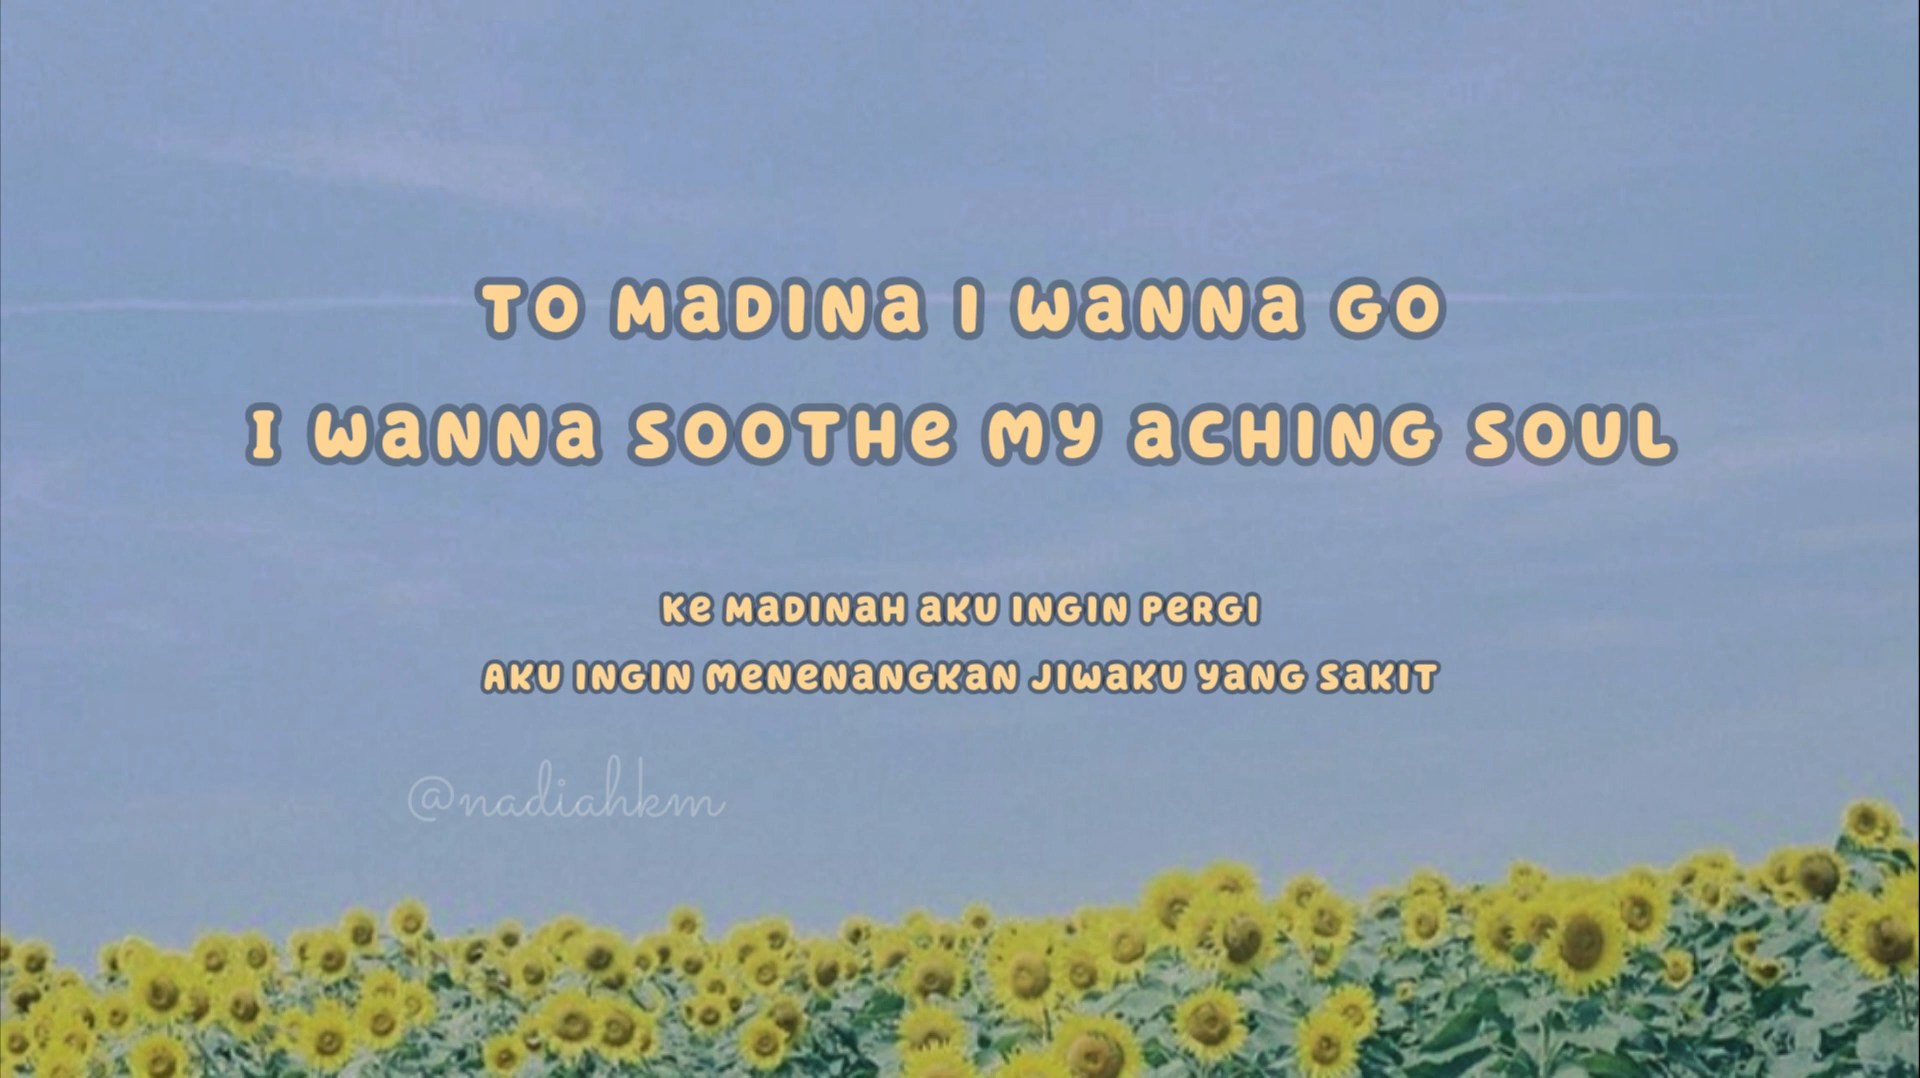 To Madina I wanna go
I wanna soothe my aching soul
Ke Madinah aku ingin pergi
Aku ingin menenangkan jiwaku yang sakit
@nadiahkm